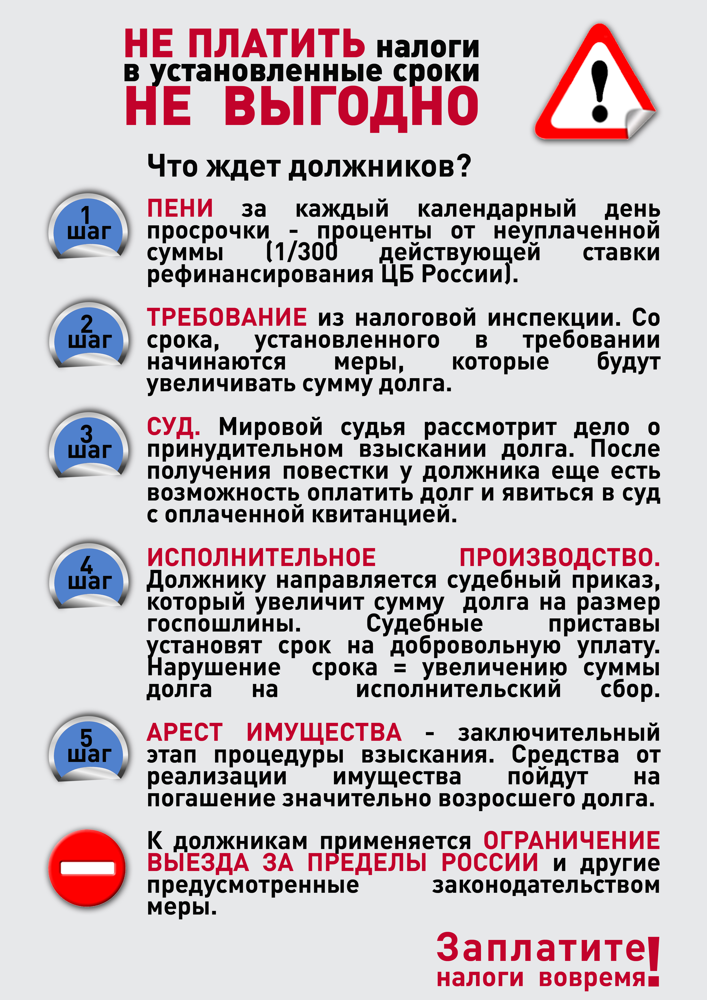 НЕ ПЛАТИТЬ налоги
в установленные сроки
НЕ ВЫГОДНО
!
Что ждет должников?
1
шаг
ПЕНИ за каждый календарный день
просрочки - проценты от неуплаченной
суммы (1/300 действующей ставки
рефинансирования ЦБ России).
2
шаг
ТРЕБОВАНИЕ из налоговой инспекции. Со
срока, установленного в требовании
начинаются меры, которые будут
увеличивать сумму долга.
3
шаг
СУД. Мировой судья рассмотрит дело о
принудительном взыскании долга. После
получения повестки у должника еще есть
возможность оплатить долг и явиться в суд
с оплаченной квитанцией.
4
шаг
ИСПОЛНИТЕЛЬНОЕ ПРОИЗВОДСТВО.
Должнику направляется судебный приказ,
который увеличит сумму долга на размер
госпошлины. Судебные приставы
установят срок на добровольную уплату.
Нарушение срока = увеличению суммы
долга на исполнительский сбор.
5
шаг
АРЕСТ ИМУЩЕСТВА - заключительный
этап процедуры взыскания. Средства от
реализации имущества пойдут на
погашение значительно возросшего долга.
К должникам применяется ОГРАНИЧЕНИЕ
ВЫЕЗДА ЗА ПРЕДЕЛЫ РОССИИ и другие
предусмотренные законодательством
меры.
Заплатите
налоги вовремя!